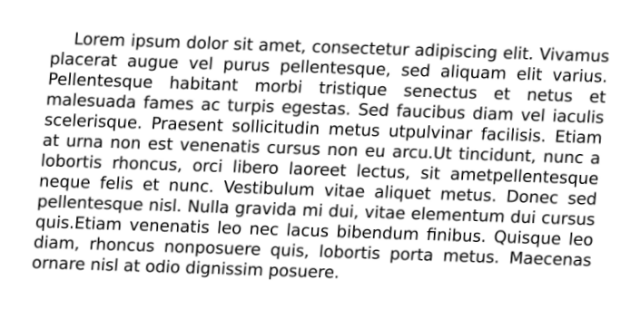 Lorem ipsum dolor sit amet, consectetur adipiscing elit. Vivamus
placerat augue vel purus pellentesque, sed aliquam elit varius.
Pellentesque habitant morbi tristique senectus et netus et
malesuada fames ac turpis egestas. Sed faucibus diam vel iaculis
scelerisque. Praesent sollicitudin metus utpulvinar facilisis. Etiam
at urna non est venenatis cursus non eu arcu.Ut tincidunt, nunc a
lobortis rhoncus, orci libero laoreet lectus, sit ametpellentesque
neque felis et nunc. Vestibulum vitae aliquet metus. Donec sed
pellentesque nisl. Nulla gravida mi dui, vitae elementum dui cursus
quis.Etiam venenatis leo nec lacus bibendum finibus. Quisque leo
diam, rhoncus nonposuere quis, lobortis porta metus. Maecenas
ornare nisl at odio dignissim posuere.